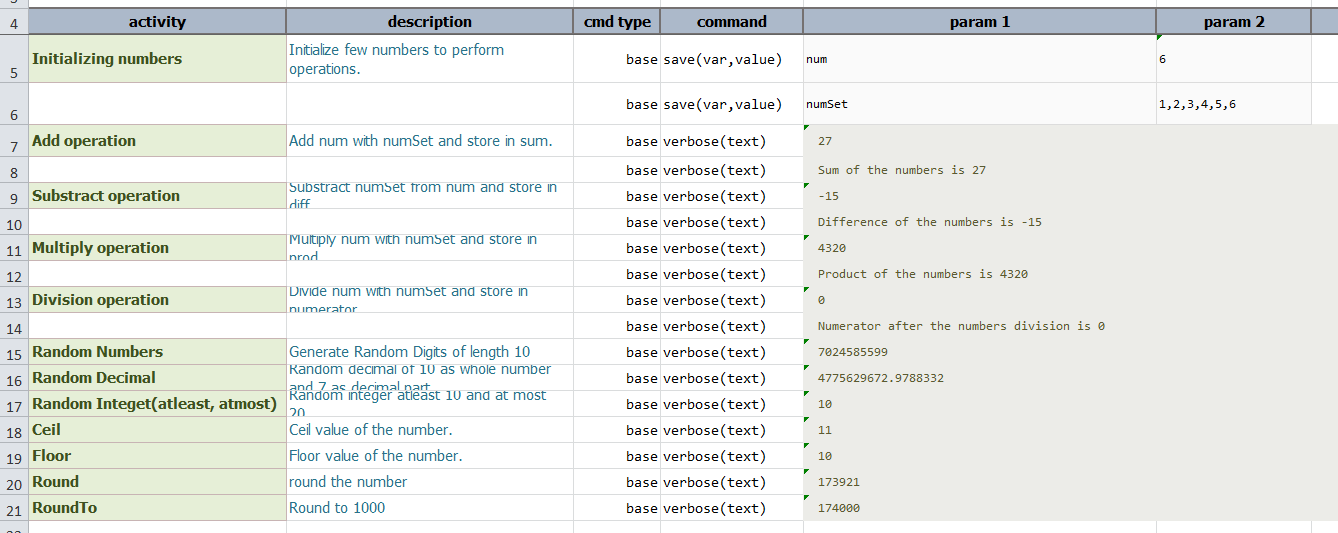 4 activity description cmd type command param 1 param 2
5 Initializing numbers Initialize few numbers to perform operations. base save(var,value) num 6
6 base save(var,value) numSet 1,2,3,4,5,6
7 Add operation Add num with numSet and store in sum. base verbose(text) 27
8 base verbose(text) Sum of the numbers is 27
9 Substract operation Substract numSet from num and store in diff base verbose(text) -15
10 base verbose(text) Difference of the numbers is -15
11 Multiply operation Multiply num with numSet and store in prod base verbose(text) 4320
12 base verbose(text) Product of the numbers is 4320
13 Division operation Divide num with numSet and store in numerator base verbose(text) 0
14 base verbose(text) Numerator after the numbers division is 0
15 Random Numbers Generate Random Digits of length 10 base verbose(text) 7024585599
16 Random Decimal Random decimal of 10 as whole number and 7 as decimal part base verbose(text) 4775629672.9788332
17 Random Integet(atleast, atmost) Random integer atleast 10 and at most 20 base verbose(text) 10
18 Ceil Ceil value of the number. base verbose(text) 11
19 Floor Floor value of the number. base verbose(text) 10
20 Round round the number base verbose(text) 173921
21 RoundTo Round to 1000 base verbose(text) 174000